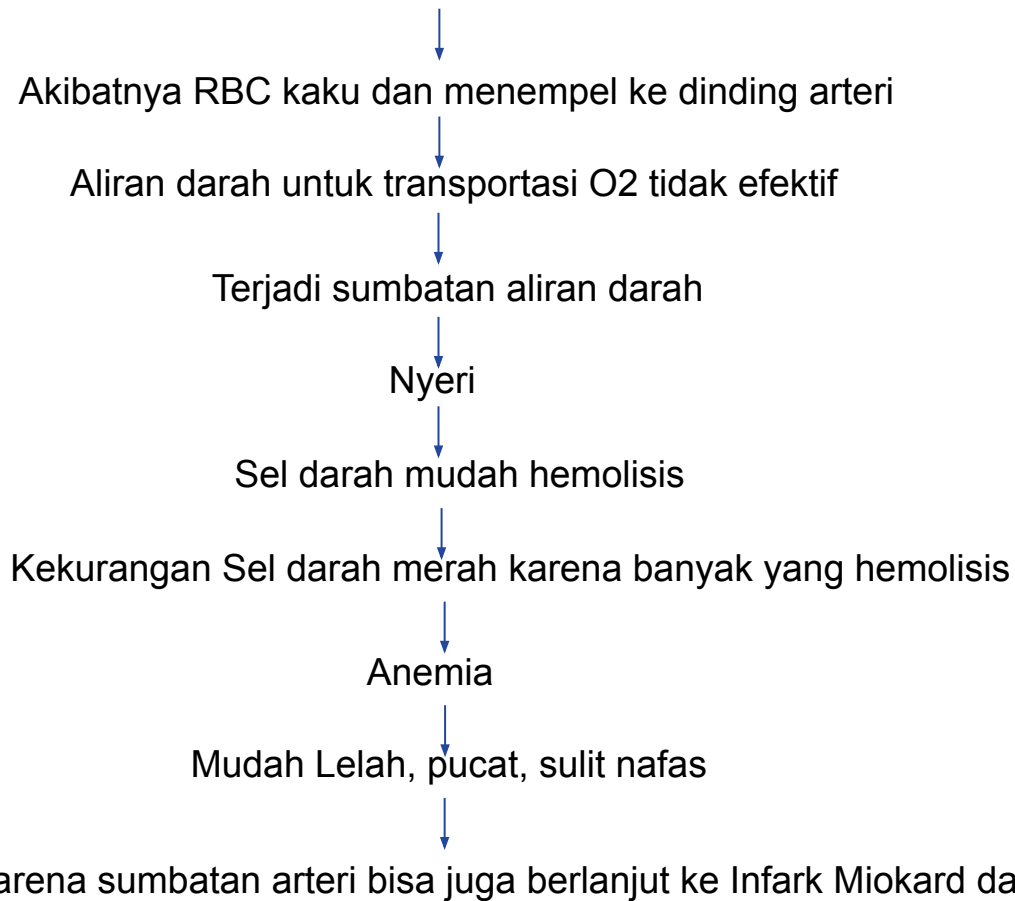 Akibatnya RBC kaku dan menempel ke dinding arteri
Aliran darah untuk transportasi O2 tidak efektif
Terjadi sumbatan aliran darah
Nyeri
Sel darah mudah hemolisis
Kekurangan Sel darah merah karena banyak yang hemolisis
Anemia
Mudah Lelah, pucat, sulit nafas
arena sumbatan arteri bisa juga berlanjut ke Infark Miokard da